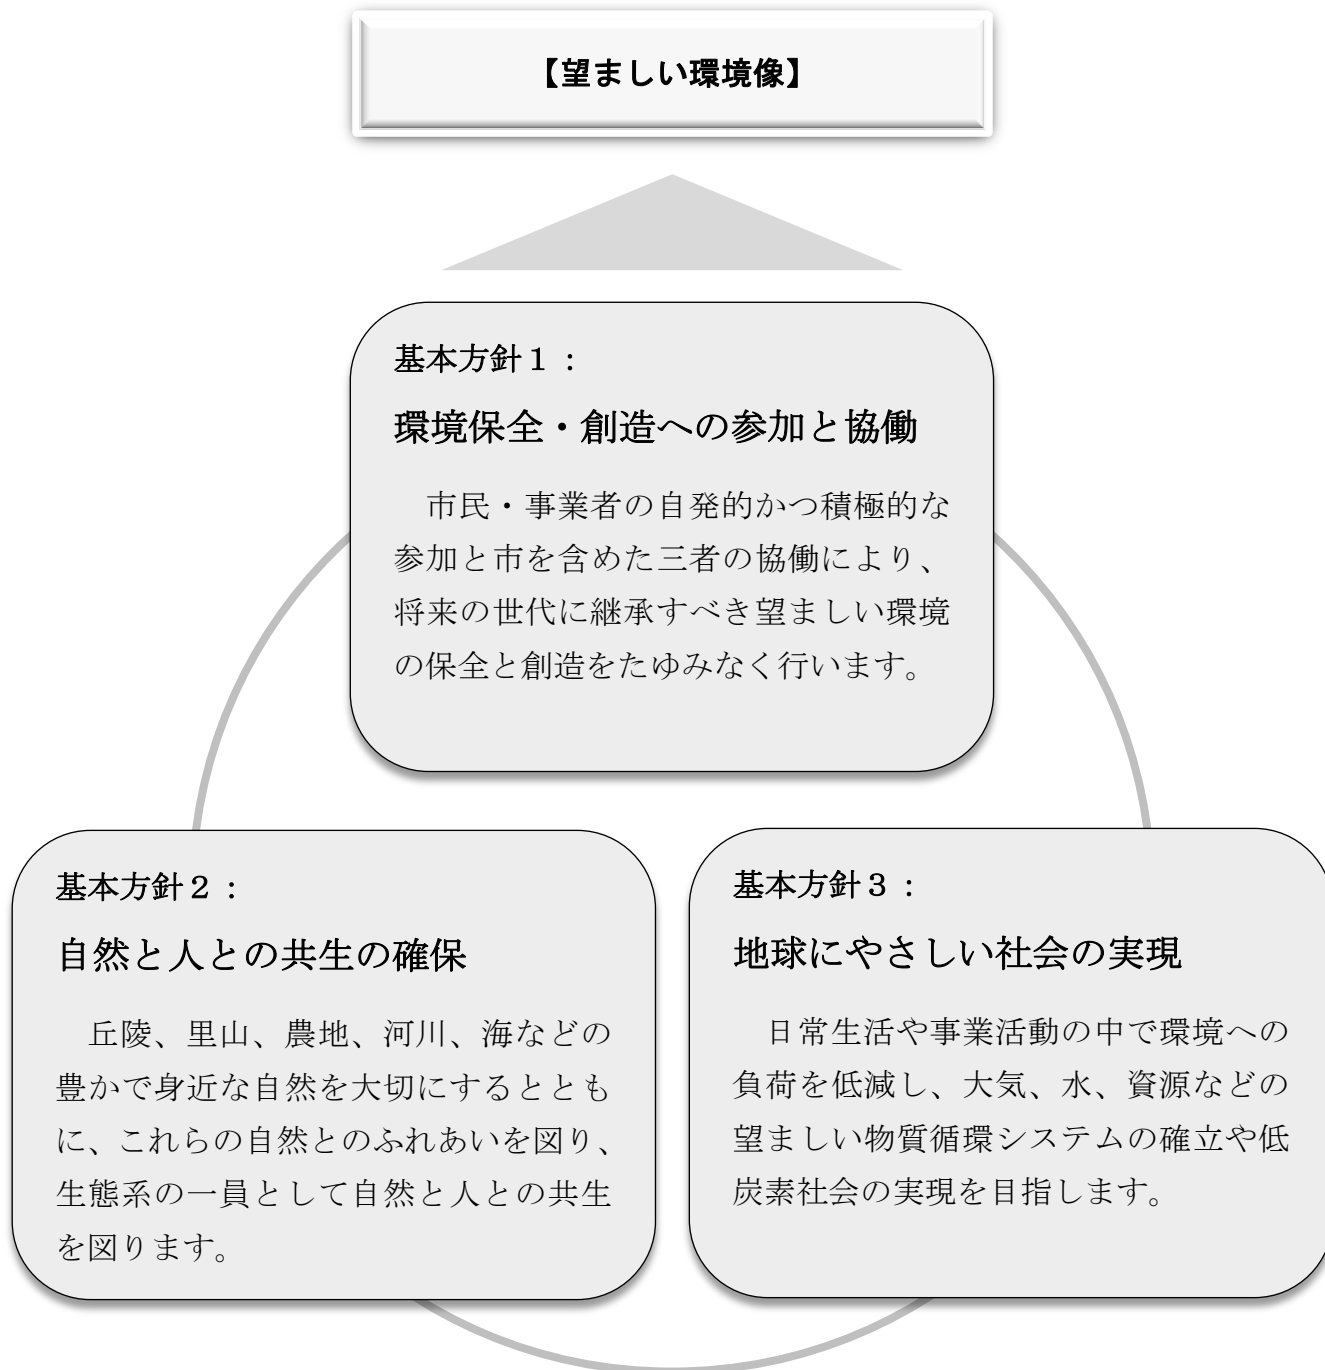 【望ましい環境像】
基本方針１：
環境保全・創造への参加と協働
　市民・事業者の自発的かつ積極的な
参加と市を含めた三者の協働により、
将来の世代に継承すべき望ましい環境
の保全と創造をたゆみなく行います。
基本方針２：
自然と人との共生の確保
　丘陵、里山、農地、河川、海などの
豊かで身近な自然を大切にするととも
に、これらの自然とのふれあいを図り、
生態系の一員として自然と人との共生
を図ります。
基本方針３：
地球にやさしい社会の実現
　日常生活や事業活動の中で環境への
負荷を低減し、大気、水、資源などの
望ましい物質循環システムの確立や低
炭素社会の実現を目指します。